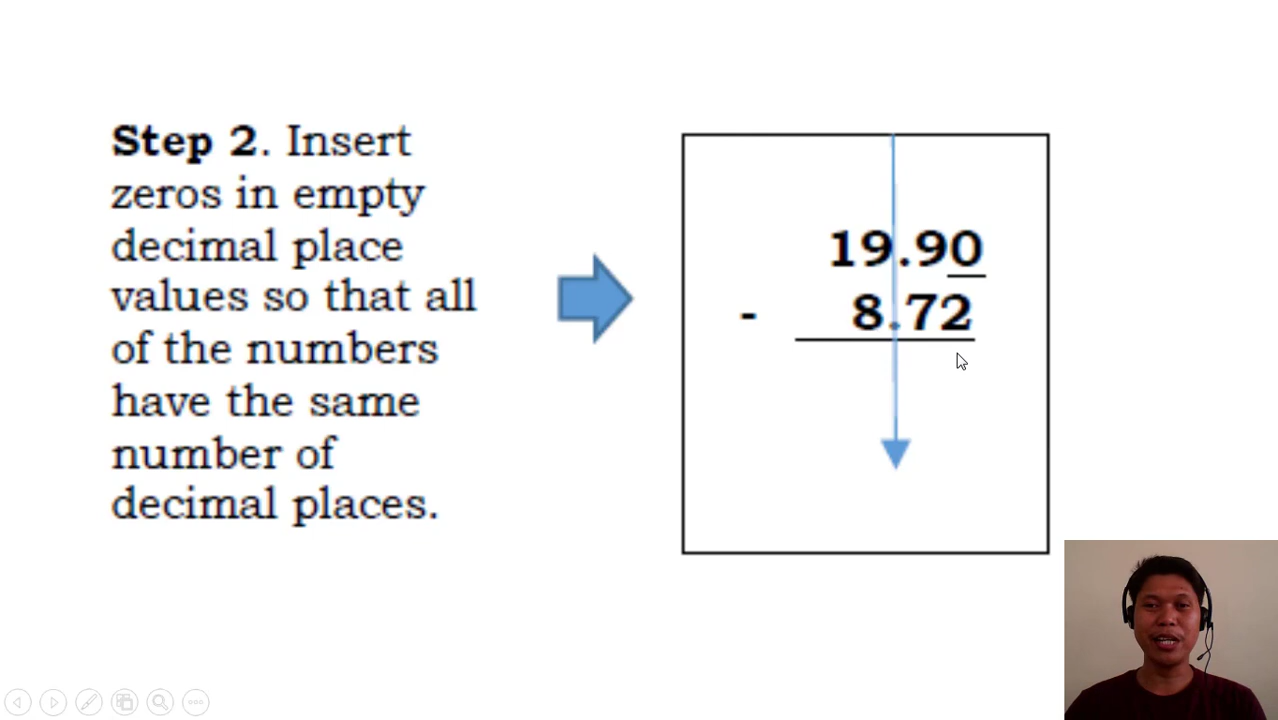 Step 2. Insert
zeros in empty
decimal place
values so that all
of the numbers
have the same
number of
decimal places.
19.90
- 8.72